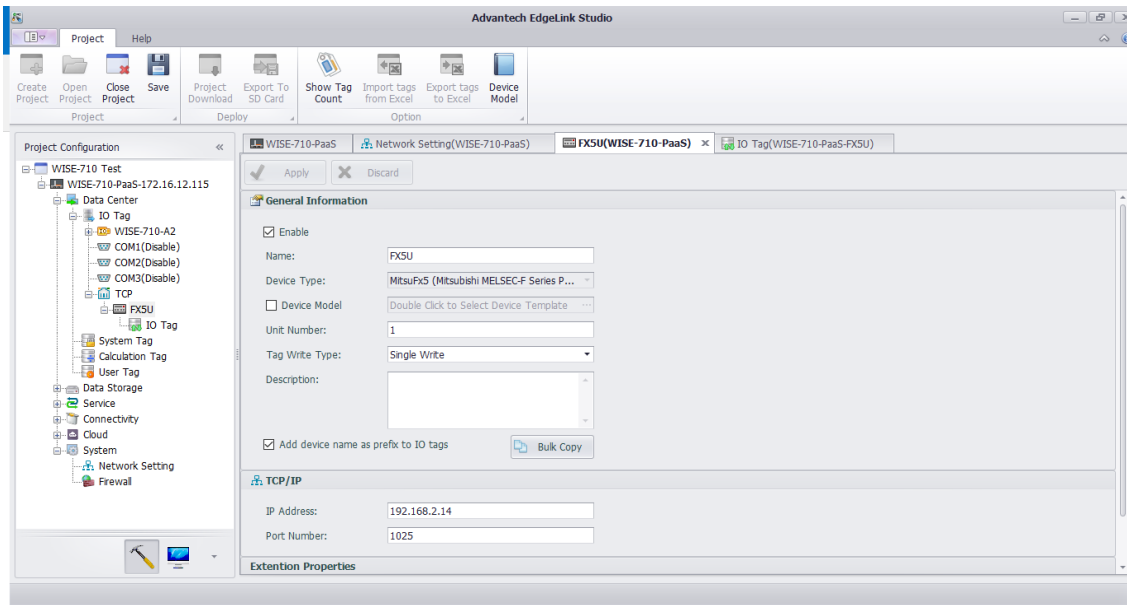 Advantech EdgeLink Studio
Project Help
Create Project
Open Project
Close Project
Save
Project Download
Export To SD Card
Show Tag Count
Import tags from Excel
Export tags to Excel
Device Model
Project
Deploy
Option
Project Configuration «
WISE-710 Test
WISE-710-PaaS-172.16.12.115
Data Center
IO Tag
WISE-710-A2
COM1(Disable)
COM2(Disable)
COM3(Disable)
TCP
FX5U
IO Tag
System Tag
Calculation Tag
User Tag
Data Storage
Service
Connectivity
Cloud
System
Network Setting
Firewall
WISE-710-PaaS
Network Setting(WISE-710-PaaS)
FX5U(WISE-710-PaaS) ×
IO Tag(WISE-710-PaaS-FX5U)
Apply Discard
General Information
Enable
Name: FX5U
Device Type: MitsuFx5 (Mitsubishi MELSEC-F Series P...
Device Model Double Click to Select Device Template ...
Unit Number: 1
Tag Write Type: Single Write
Description:
Add device name as prefix to IO tags Bulk Copy
TCP/IP
IP Address: 192.168.2.14
Port Number: 1025
Extention Properties